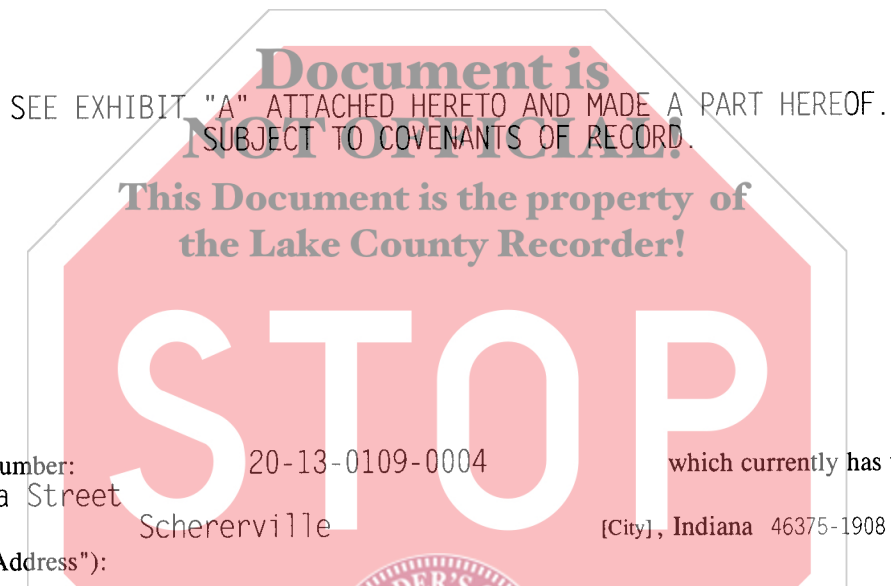 Document is
SEE EXHIBIT "A" ATTACHED HERETO AND MADE A PART HEREOF.
NOT OFFICIAL!
SUBJECT TO COVENANTS OF RECORD.
This Document is the property of
the Lake County Recorder!
STOP
umber: 20-13-0109-0004 which currently has
a Street
Schererville [City], Indiana 46375-1908
Address"):
DER'S